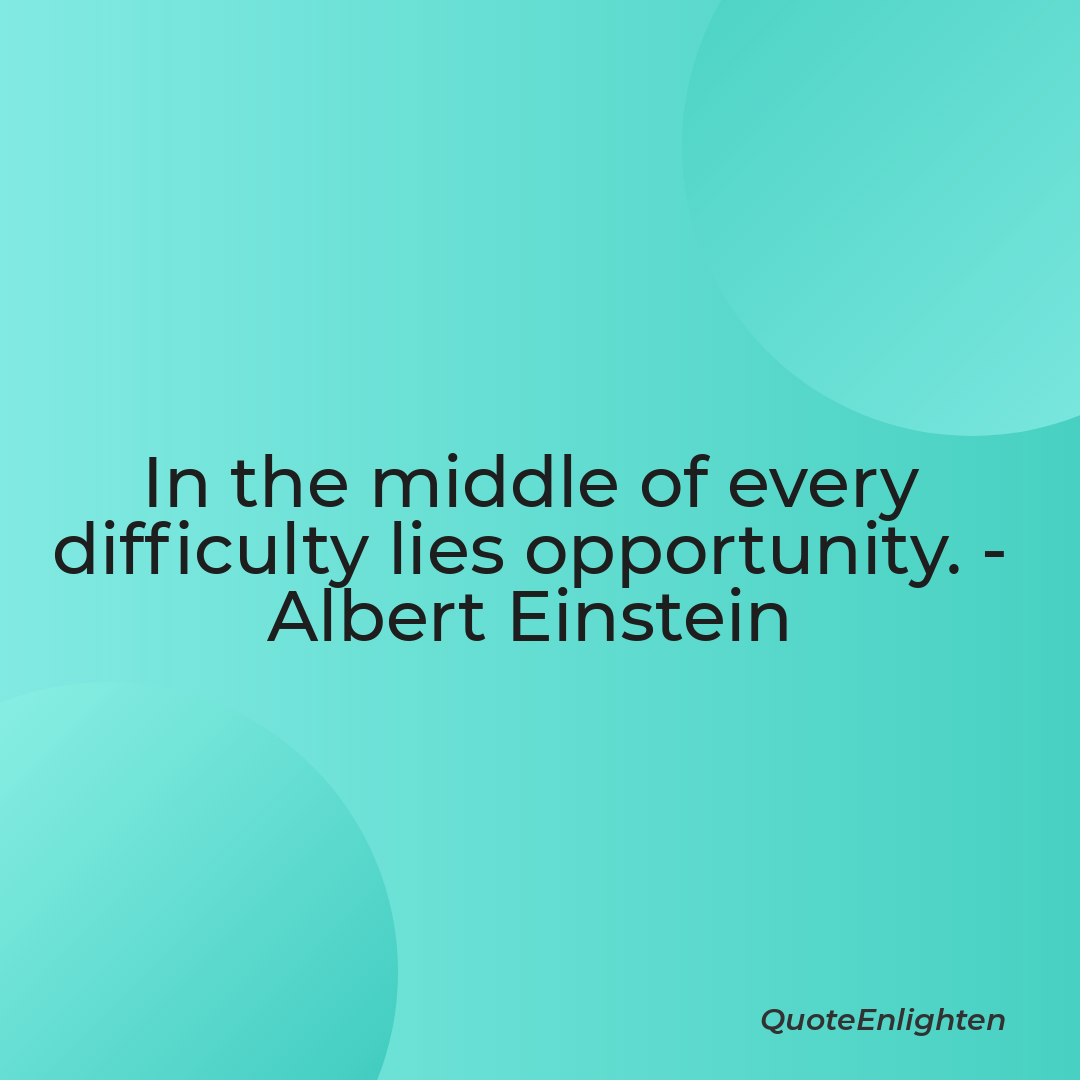 In the middle of every
difficulty lies opportunity. -
Albert Einstein
QuoteEnlighten